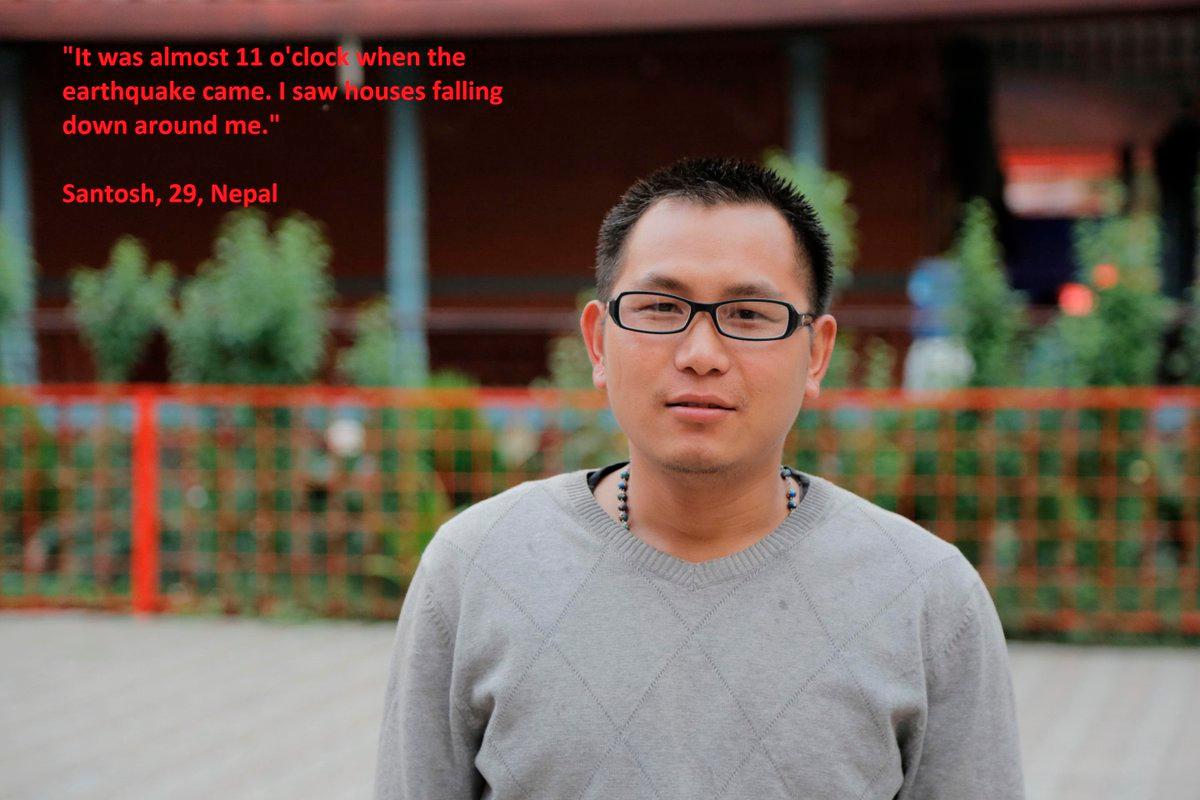 "It was almost 11 o'clock when the
earthquake came. I saw houses falling
down around me."
Santosh, 29, Nepal